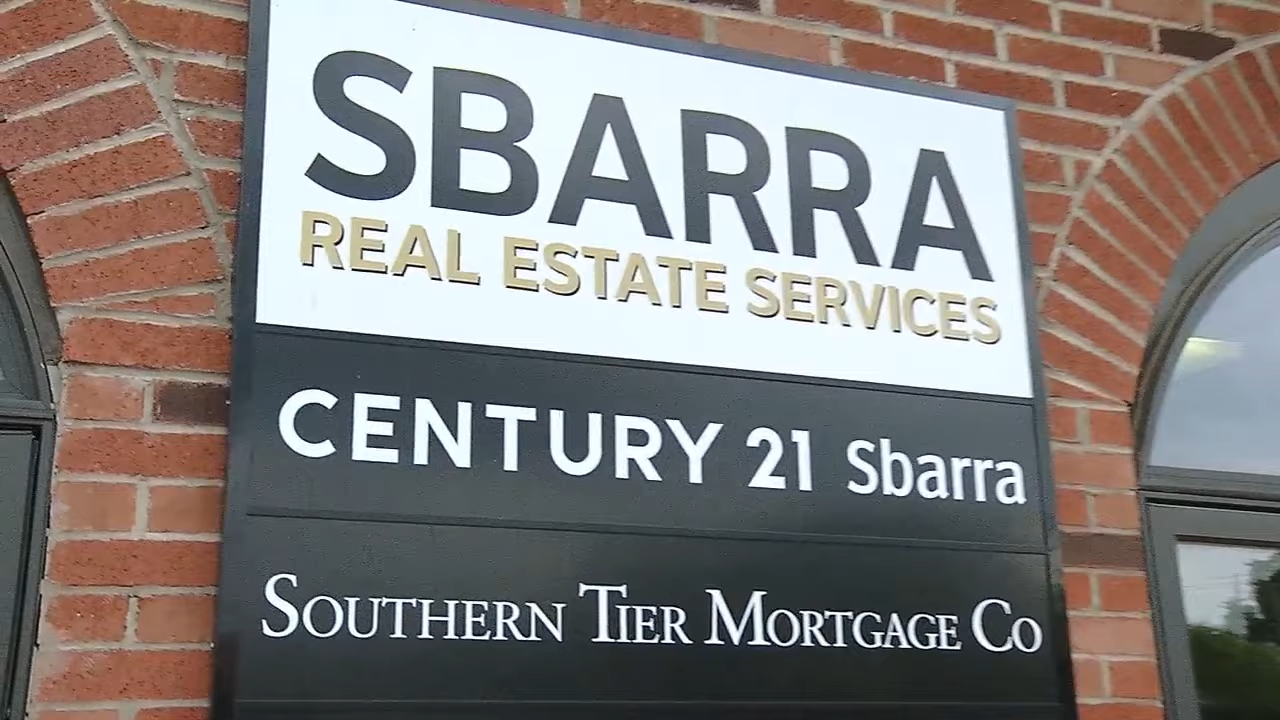 SBARRA
REAL ESTATE SERVICES
CENTURY 21 Sbarra
SOUTHERN TIER MORTGAGE CO